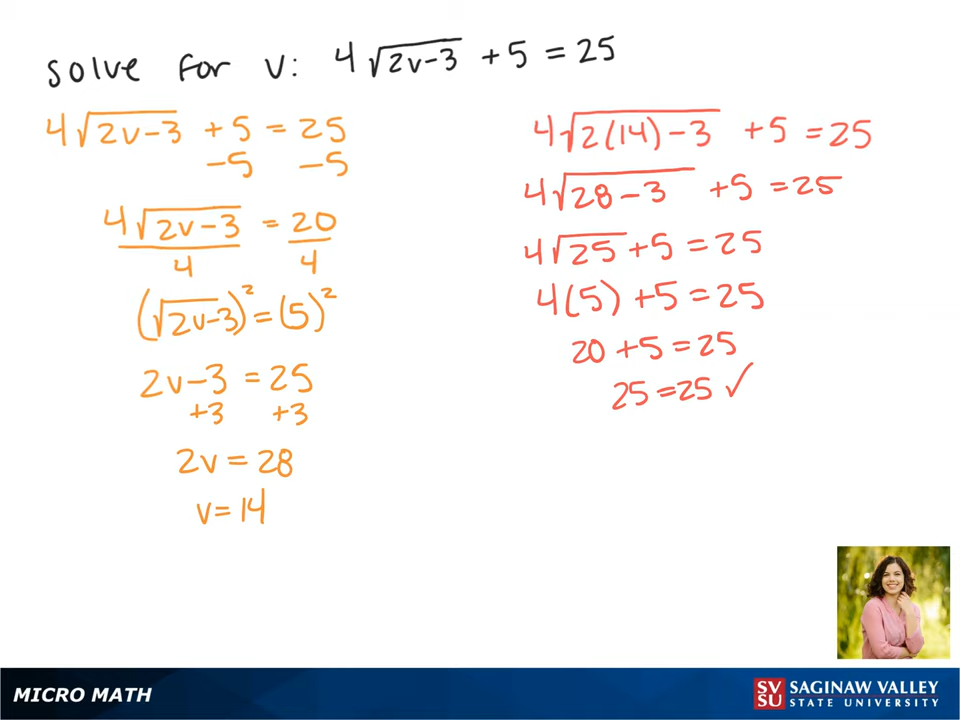 solve for v: 4√(2v-3) + 5 = 25
4√(2v-3) + 5 = 25
-5 -5
4√(2v-3) = 20
4 4
(√(2v-3))² = (5)²
2v-3 = 25
+3 +3
2v = 28
v = 14
4√(2(14)-3) + 5 = 25
4√(28-3) + 5 = 25
4√25 + 5 = 25
4(5) + 5 = 25
20 + 5 = 25
25 = 25 ✓
MICRO MATH
SV
SU
SAGINAW VALLEY
STATE UNIVERSITY